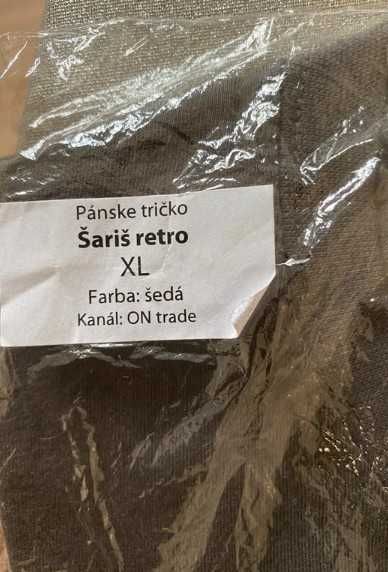 Pánske tričko
Šariš retro
XL
Farba: šedá
Kanál: ON trade